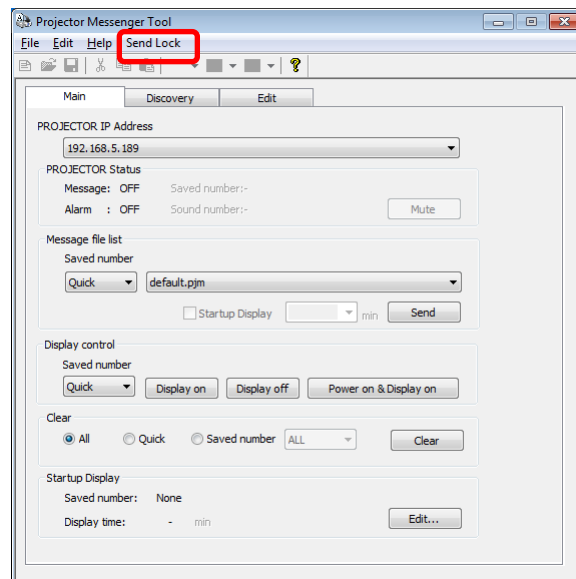 Projector Messenger Tool
File Edit Help Send Lock
Main Discovery Edit
PROJECTOR IP Address
192.168.5.189
PROJECTOR Status
Message: OFF Saved number:-
Alarm : OFF Sound number:- Mute
Message file list
Saved number
Quick default.pjm
Startup Display min Send
Display control
Saved number
Quick Display on Display off Power on & Display on
Clear
All Quick Saved number ALL Clear
Startup Display
Saved number: None
Display time: - min Edit...